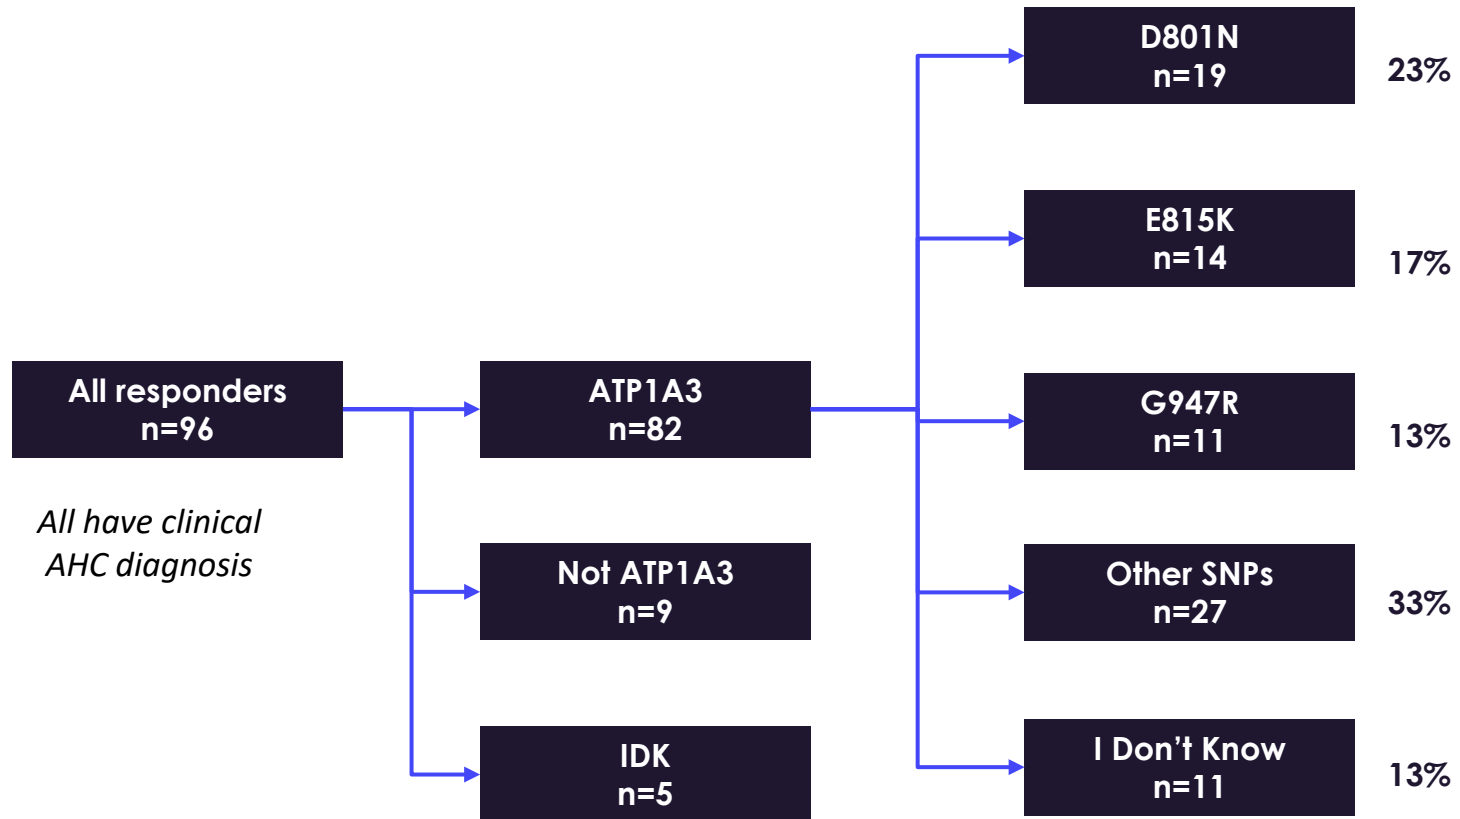 All responders
n=96
All have clinical
AHC diagnosis
ATP1A3
n=82
Not ATP1A3
n=9
IDK
n=5
D801N
n=19
23%
E815K
n=14
17%
G947R
n=11
13%
Other SNPs
n=27
33%
I Don’t Know
n=11
13%